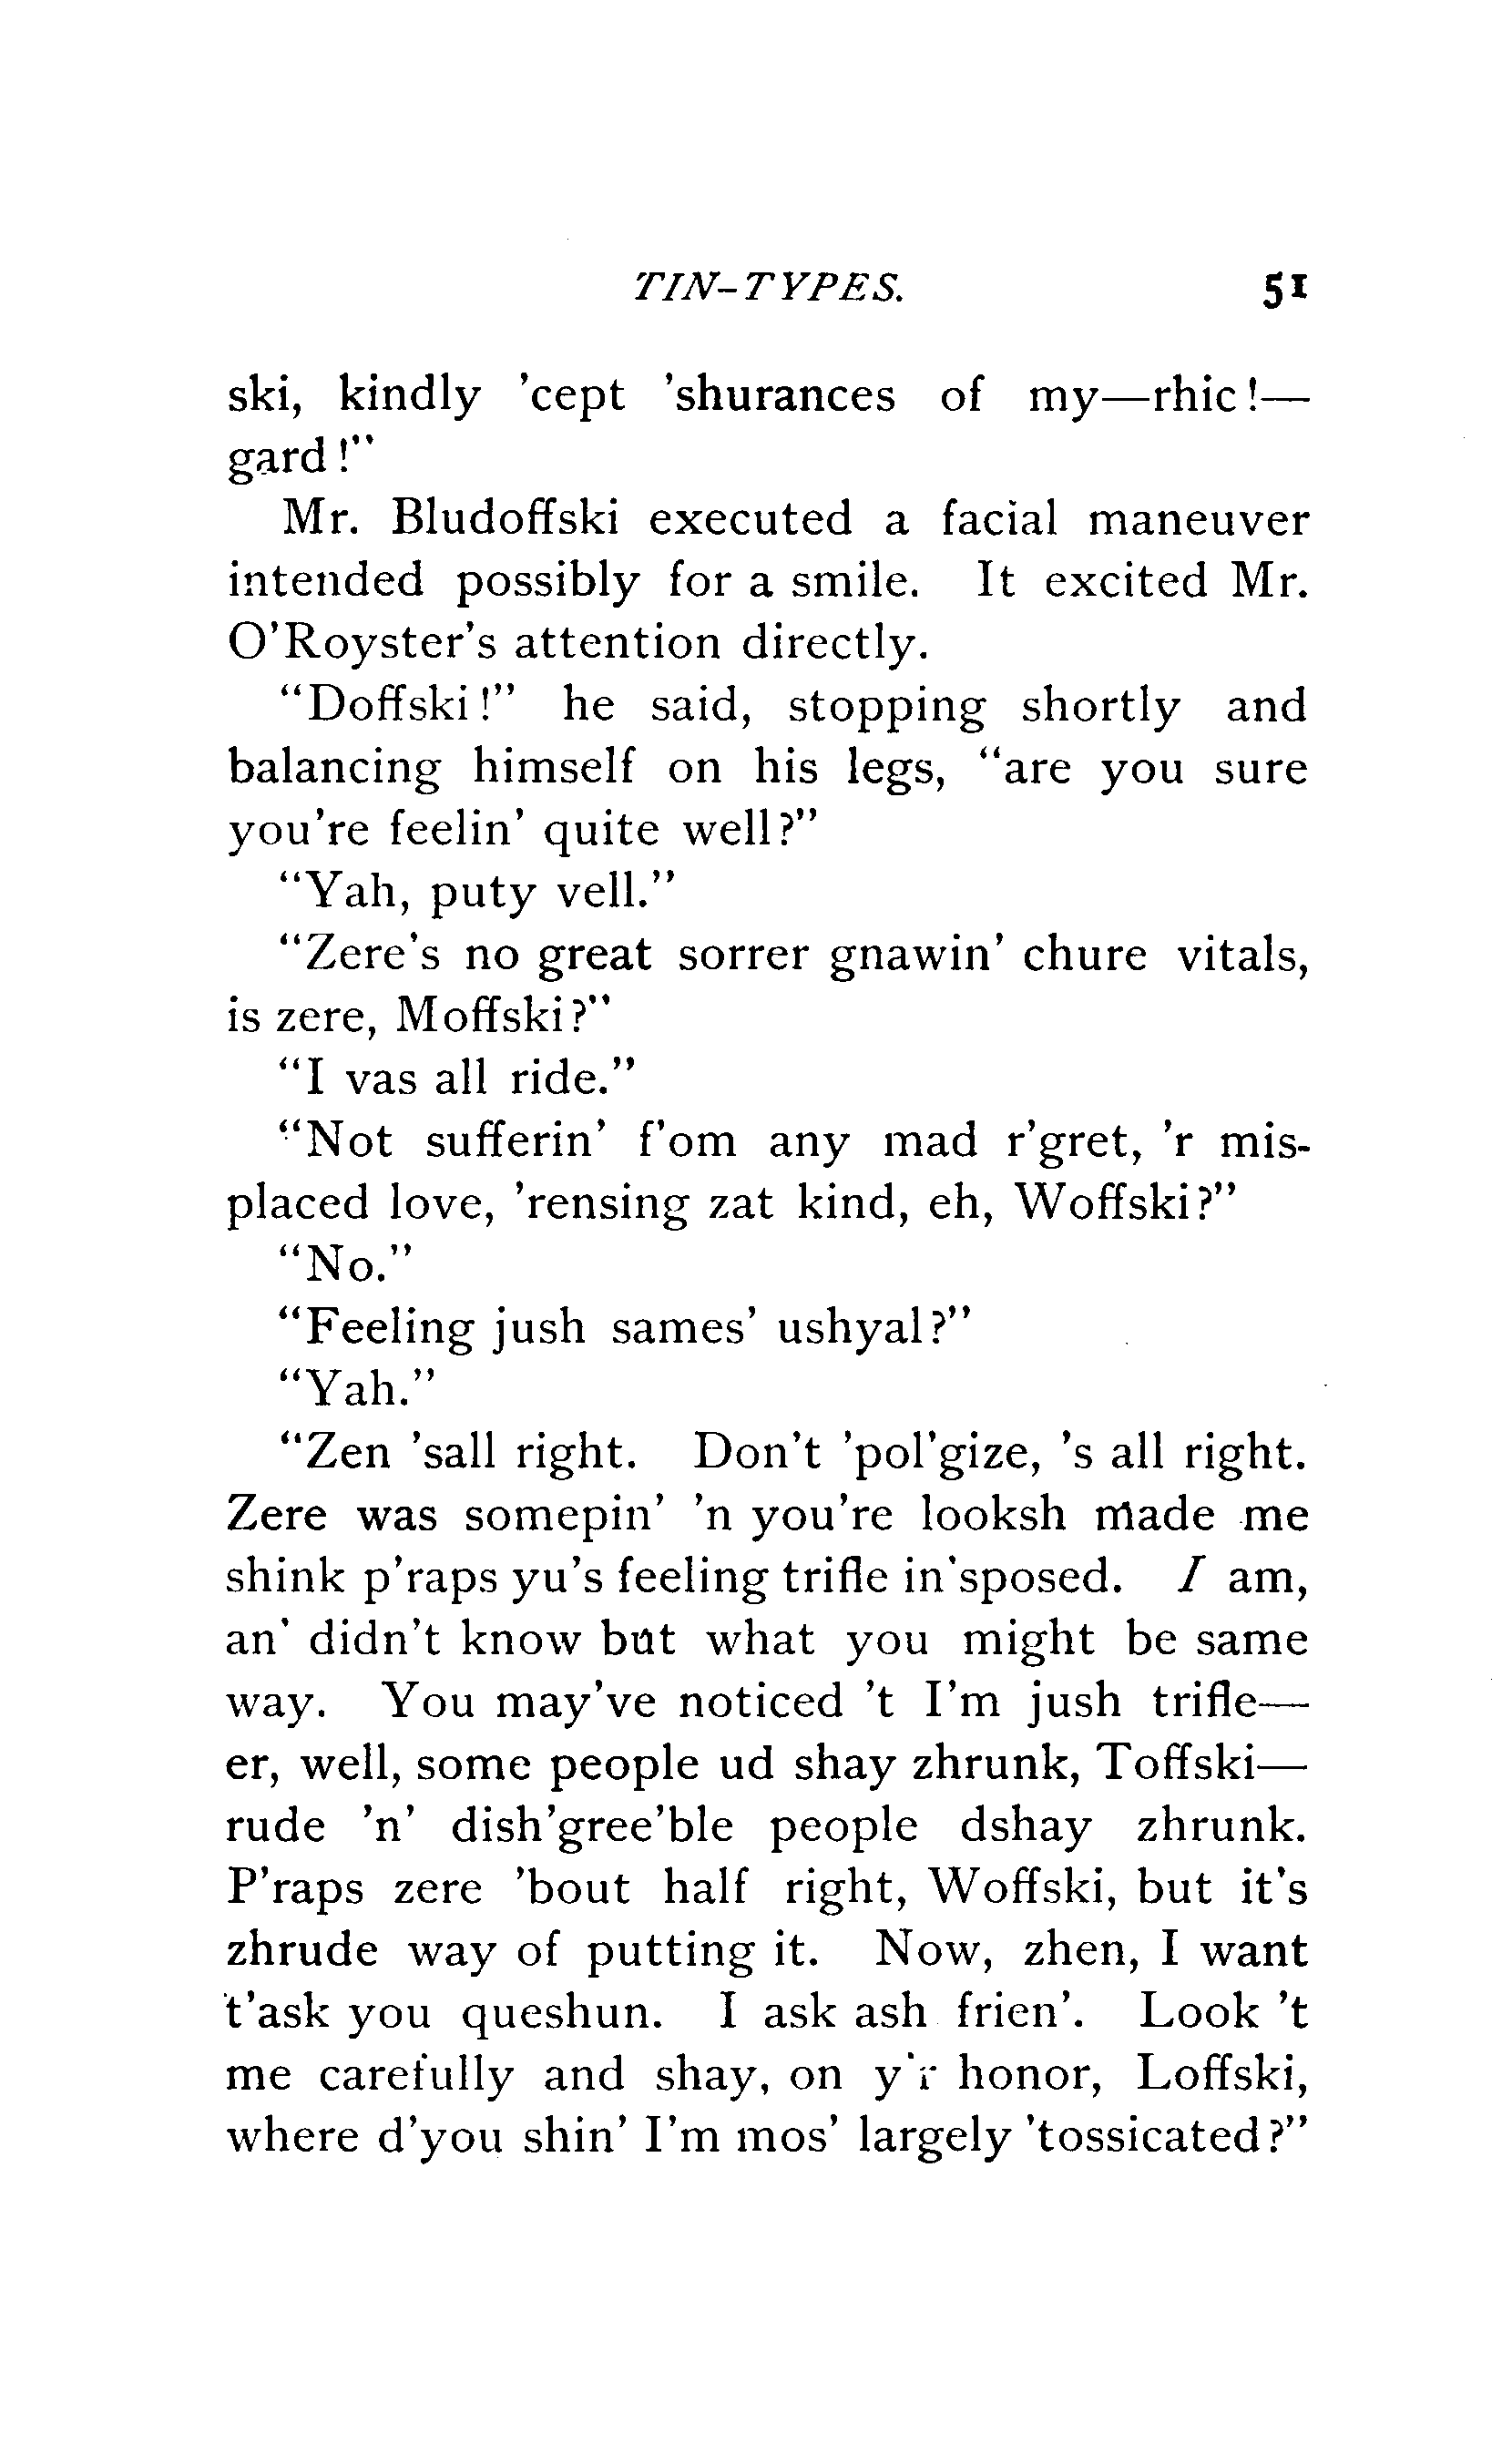 TIN-TYPES. 51
ski, kindly 'cept 'shurances of my—rhic!—
gard!"
Mr. Bludoffski executed a facial maneuver
intended possibly for a smile. It excited Mr.
O'Royster's attention directly.
"Doffski!" he said, stopping shortly and
balancing himself on his legs, "are you sure
you're feelin' quite well?"
"Yah, puty vell."
"Zere's no great sorrer gnawin' chure vitals,
is zere, Moffski?"
"I vas all ride."
"Not sufferin' f'om any mad r'gret, 'r mis-
placed love, 'rensing zat kind, eh, Woffski?"
"No."
"Feeling jush sames' ushyal?"
"Yah."
"Zen 'sall right. Don't 'pol'gize, 's all right.
Zere was somepin' 'n you're looksh made me
shink p'raps yu's feeling trifle in'sposed. I am,
an' didn't know but what you might be same
way. You may've noticed 't I'm jush trifle—
er, well, some people ud shay zhrunk, Toffski—
rude 'n' dish'gree'ble people dshay zhrunk.
P'raps zere 'bout half right, Woffski, but it's
zhrude way of putting it. Now, zhen, I want
t'ask you queshun. I ask ash frien'. Look 't
me carefully and shay, on y'r honor, Loffski,
where d'you shin' I'm mos' largely 'tossicated?"